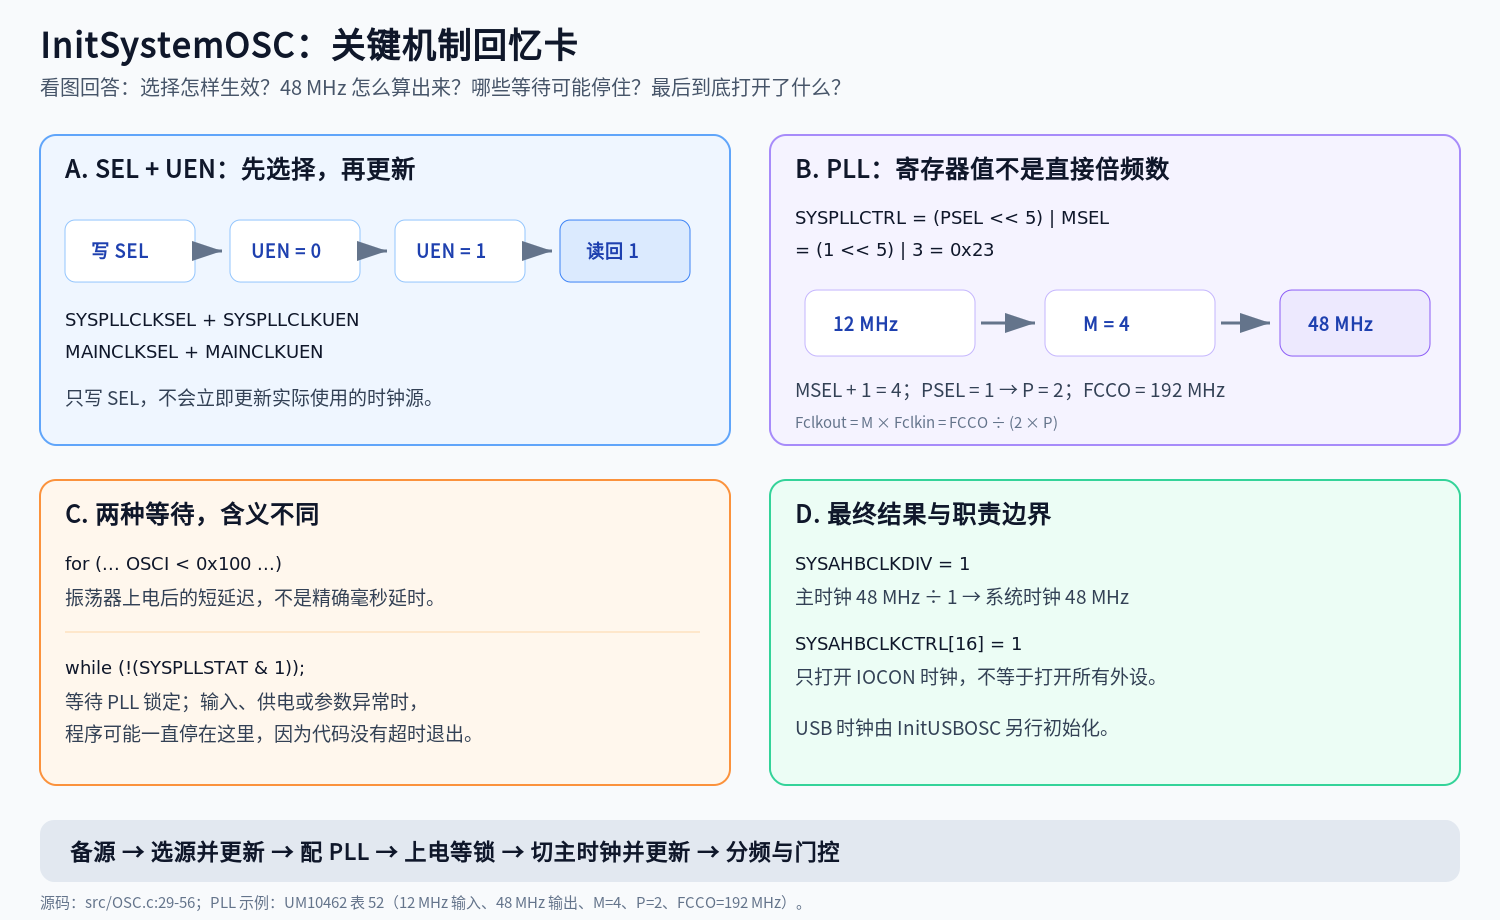 InitSystemOSC：关键机制回忆卡
看图回答：选择怎样生效？48 MHz 怎么算出来？哪些等待可能停住？最后到底打开了什么？
A. SEL + UEN：先选择，再更新
写 SEL
UEN = 0
UEN = 1
读回 1
SYSPLLCLKSEL + SYSPLLCLKUEN
MAINCLKSEL + MAINCLKUEN
只写 SEL，不会立即更新实际使用的时钟源。
B. PLL：寄存器值不是直接倍频数
SYSPLLCTRL = (PSEL << 5) | MSEL
= (1 << 5) | 3 = 0x23
12 MHz
M = 4
48 MHz
MSEL + 1 = 4；PSEL = 1 → P = 2；FCCO = 192 MHz
Fclkout = M × Fclkin = FCCO ÷ (2 × P)
C. 两种等待，含义不同
for (... OSCI < 0x100 ...)
振荡器上电后的短延迟，不是精确毫秒延时。
while (!(SYSPLLSTAT & 1));
等待 PLL 锁定；输入、供电或参数异常时，
程序可能一直停在这里，因为代码没有超时退出。
D. 最终结果与职责边界
SYSAHBCLKDIV = 1
主时钟 48 MHz ÷ 1 → 系统时钟 48 MHz
SYSAHBCLKCTRL[16] = 1
只打开 IOCON 时钟，不等于打开所有外设。
USB 时钟由 InitUSBOSC 另行初始化。
备源 → 选源并更新 → 配 PLL → 上电等锁 → 切主时钟并更新 → 分频与门控
源码：src/OSC.c:29-56；PLL 示例：UM10462 表 52（12 MHz 输入、48 MHz 输出、M=4、P=2、FCCO=192 MHz）。